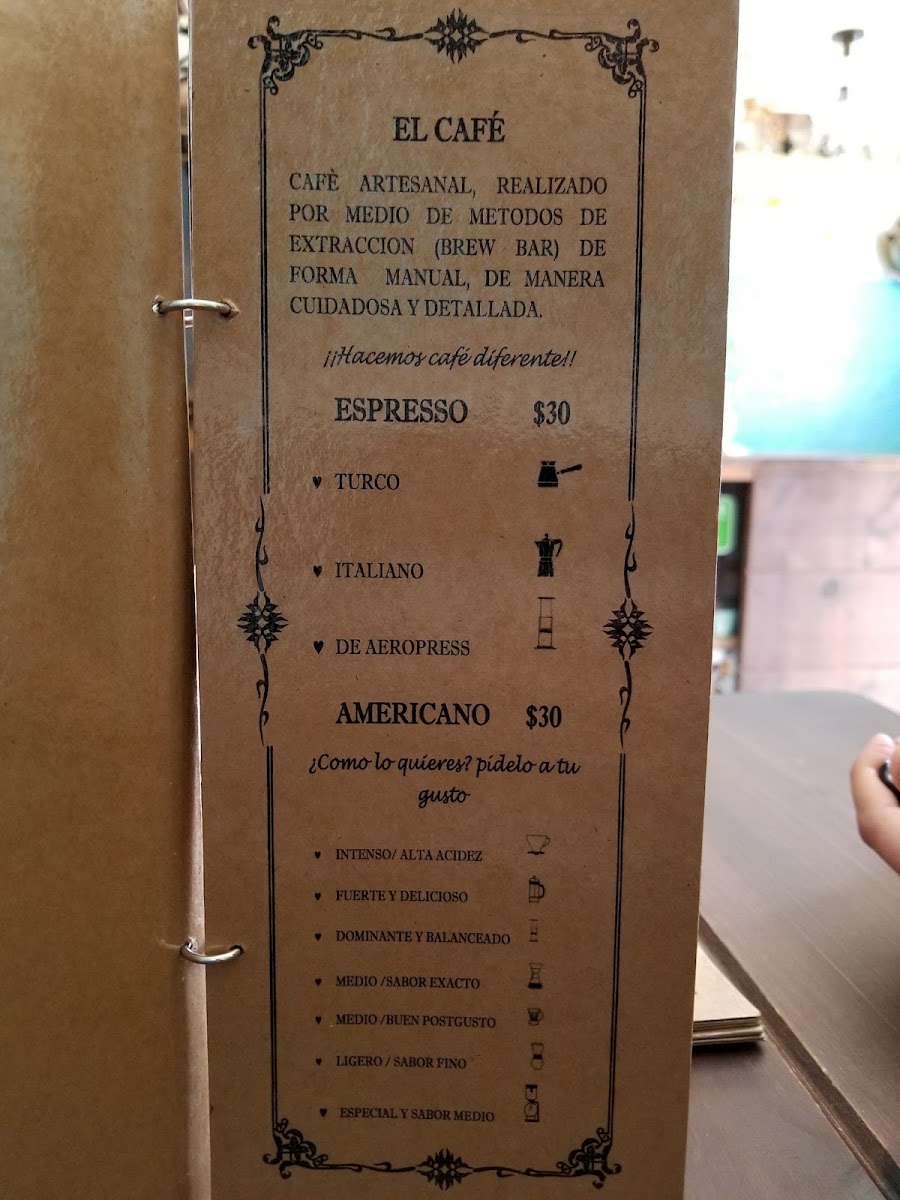 EL CAFÉ
CAFÈ ARTESANAL, REALIZADO
POR MEDIO DE METODOS DE
EXTRACCION (BREW BAR) DE
FORMA MANUAL, DE MANERA
CUIDADOSA Y DETALLADA.
¡¡Hacemos café diferente!!
ESPRESSO $30
♥ TURCO
♥ ITALIANO
♥ DE AEROPRESS
AMERICANO $30
¿Como lo quieres? pídelo a tu
gusto
♥ INTENSO/ ALTA ACIDEZ
♥ FUERTE Y DELICIOSO
♥ DOMINANTE Y BALANCEADO
♥ MEDIO /SABOR EXACTO
♥ MEDIO /BUEN POSTGUSTO
♥ LIGERO / SABOR FINO
♥ ESPECIAL Y SABOR MEDIO